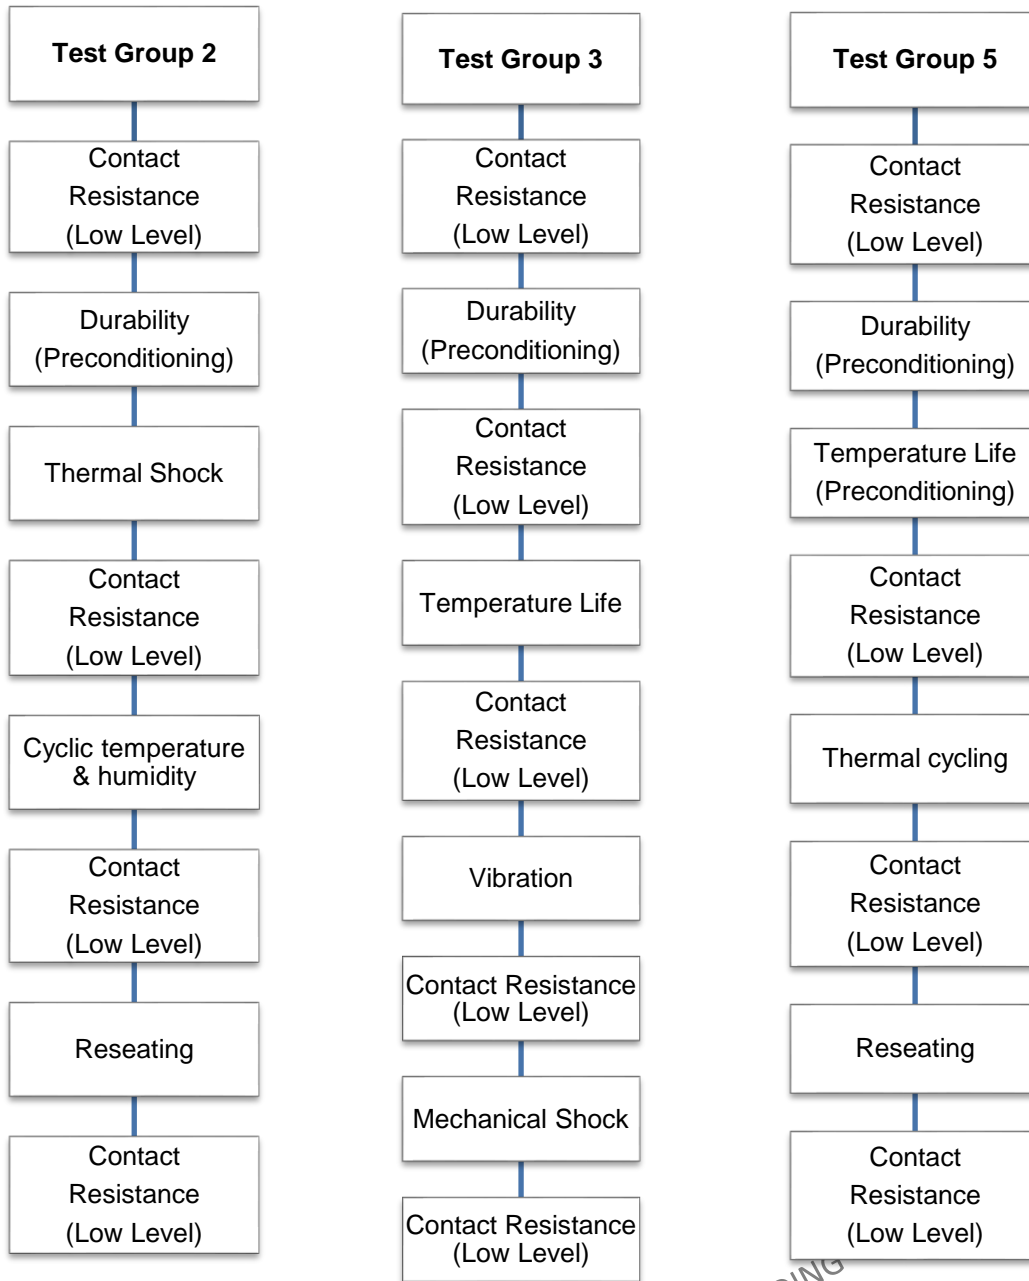 Test Group 2
Contact
Resistance
(Low Level)
Durability
(Preconditioning)
Thermal Shock
Contact
Resistance
(Low Level)
Cyclic temperature
& humidity
Contact
Resistance
(Low Level)
Reseating
Contact
Resistance
(Low Level)
Test Group 3
Contact
Resistance
(Low Level)
Durability
(Preconditioning)
Contact
Resistance
(Low Level)
Temperature Life
Contact
Resistance
(Low Level)
Vibration
Contact Resistance
(Low Level)
Mechanical Shock
Contact Resistance
(Low Level)
Test Group 5
Contact
Resistance
(Low Level)
Durability
(Preconditioning)
Temperature Life
(Preconditioning)
Contact
Resistance
(Low Level)
Thermal cycling
Contact
Resistance
(Low Level)
Reseating
Contact
Resistance
(Low Level)